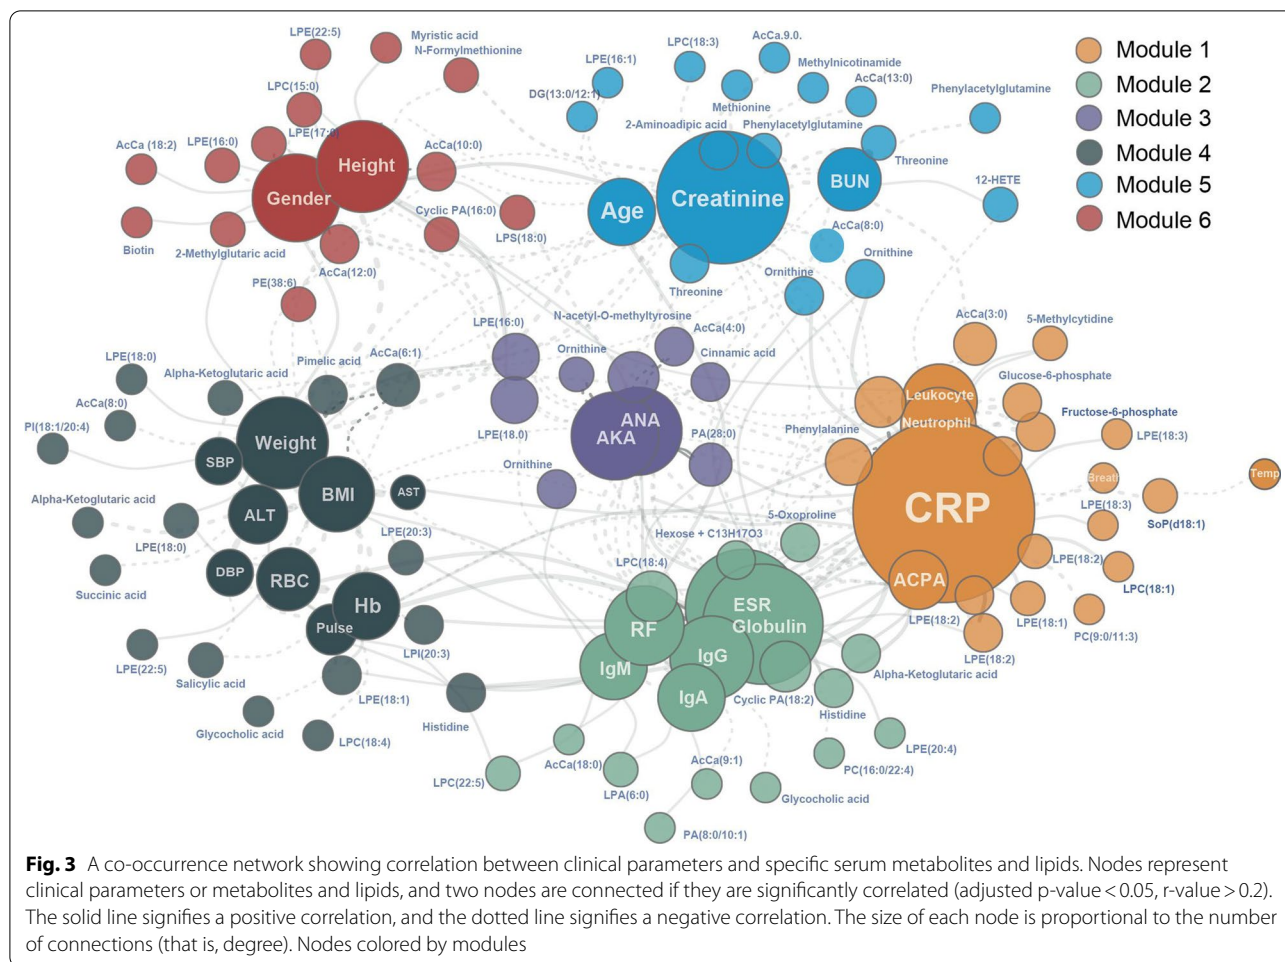 LPE(22:5)
Myristic acid
N-Formylmethionine
LPC(15:0)
LPE(17:0)
AcCa (18:2)
LPE(16:0)
Height
Gender
AcCa(10:0)
Cyclic PA(16:0)
LPS(18:0)
Biotin
2-Methylglutaric acid
AcCa(12:0)
PE(38:6)
LPE(16:1)
DG(13:0/12:1)
LPC(18:3)
AcCa.9.0.
Methionine
Methylnicotinamide
AcCa(13:0)
Phenylacetylglutamine
2-Aminoadipic acid
Phenylacetylglutamine
Threonine
12-HETE
Age
Creatinine
BUN
AcCa(8:0)
Ornithine
Ornithine
Threonine
Module 1
Module 2
Module 3
Module 4
Module 5
Module 6
LPE(16:0)
N-acetyl-O-methyltyrosine
AcCa(4:0)
Ornithine
Cinnamic acid
LPE(18.0)
ANA
AKA
PA(28:0)
Ornithine
AcCa(3:0)
5-Methylcytidine
Glucose-6-phosphate
Leukocyte
Neutrophil
Fructose-6-phosphate
LPE(18:3)
Phenylalanine
Breath
Temp
LPE(18:3)
SoP(d18:1)
CRP
LPE(18:2)
LPC(18:1)
ACPA
LPE(18:2)
LPE(18:1)
PC(9:0/11:3)
LPE(18:2)
LPE(18:0)
Alpha-Ketoglutaric acid
Pimelic acid
AcCa(6:1)
AcCa(8:0)
PI(18:1/20:4)
Weight
SBP
BMI
AST
ALT
Alpha-Ketoglutaric acid
LPE(18:0)
LPE(20:3)
DBP
RBC
Succinic acid
Hb
Pulse
LPI(20:3)
LPE(22:5)
Salicylic acid
LPE(18:1)
Glycocholic acid
LPC(18:4)
Histidine
5-Oxoproline
Hexose + C13H17O3
LPC(18:4)
ESR
Globulin
RF
IgM
IgG
IgA
Cyclic PA(18:2)
Alpha-Ketoglutaric acid
Histidine
LPE(20:4)
PC(16:0/22:4)
LPC(22:5)
AcCa(18:0)
LPA(6:0)
AcCa(9:1)
Glycocholic acid
PA(8:0/10:1)
Fig. 3 A co-occurrence network showing correlation between clinical parameters and specific serum metabolites and lipids. Nodes represent
clinical parameters or metabolites and lipids, and two nodes are connected if they are significantly correlated (adjusted p-value < 0.05, r-value > 0.2).
The solid line signifies a positive correlation, and the dotted line signifies a negative correlation. The size of each node is proportional to the number
of connections (that is, degree). Nodes colored by modules